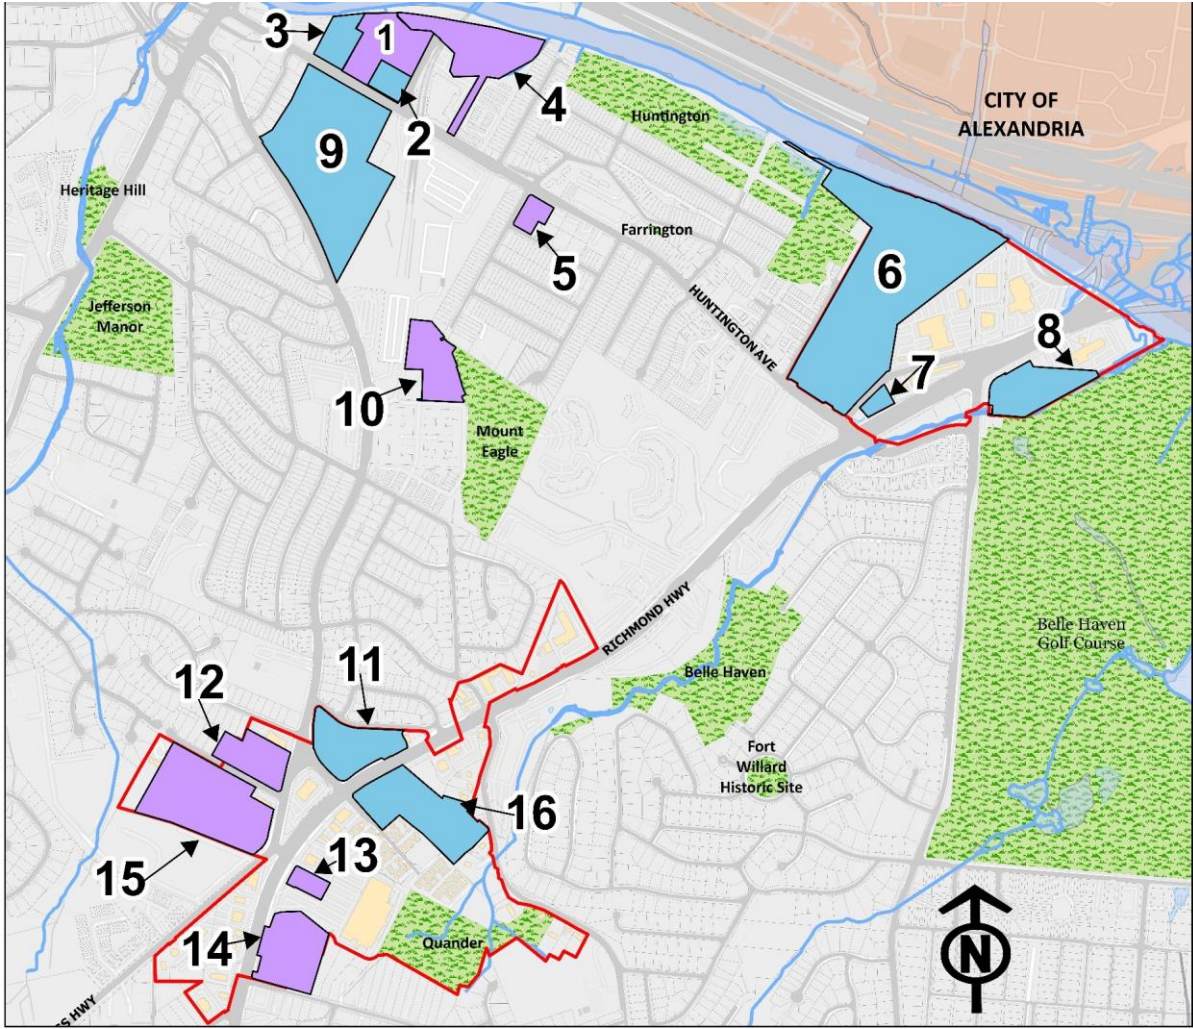 3
1
4
CITY OF
ALEXANDRIA
2
Huntington
9
Heritage Hill
5
Farrington
6
Jefferson
Manor
HUNTINGTON AVE
8
7
10
Mount
Eagle
RICHMOND HWY
Belle Haven
Golf Course
12
11
Belle Haven
Fort
Willard
Historic Site
16
15
13
14
Quander
N
SS HWY